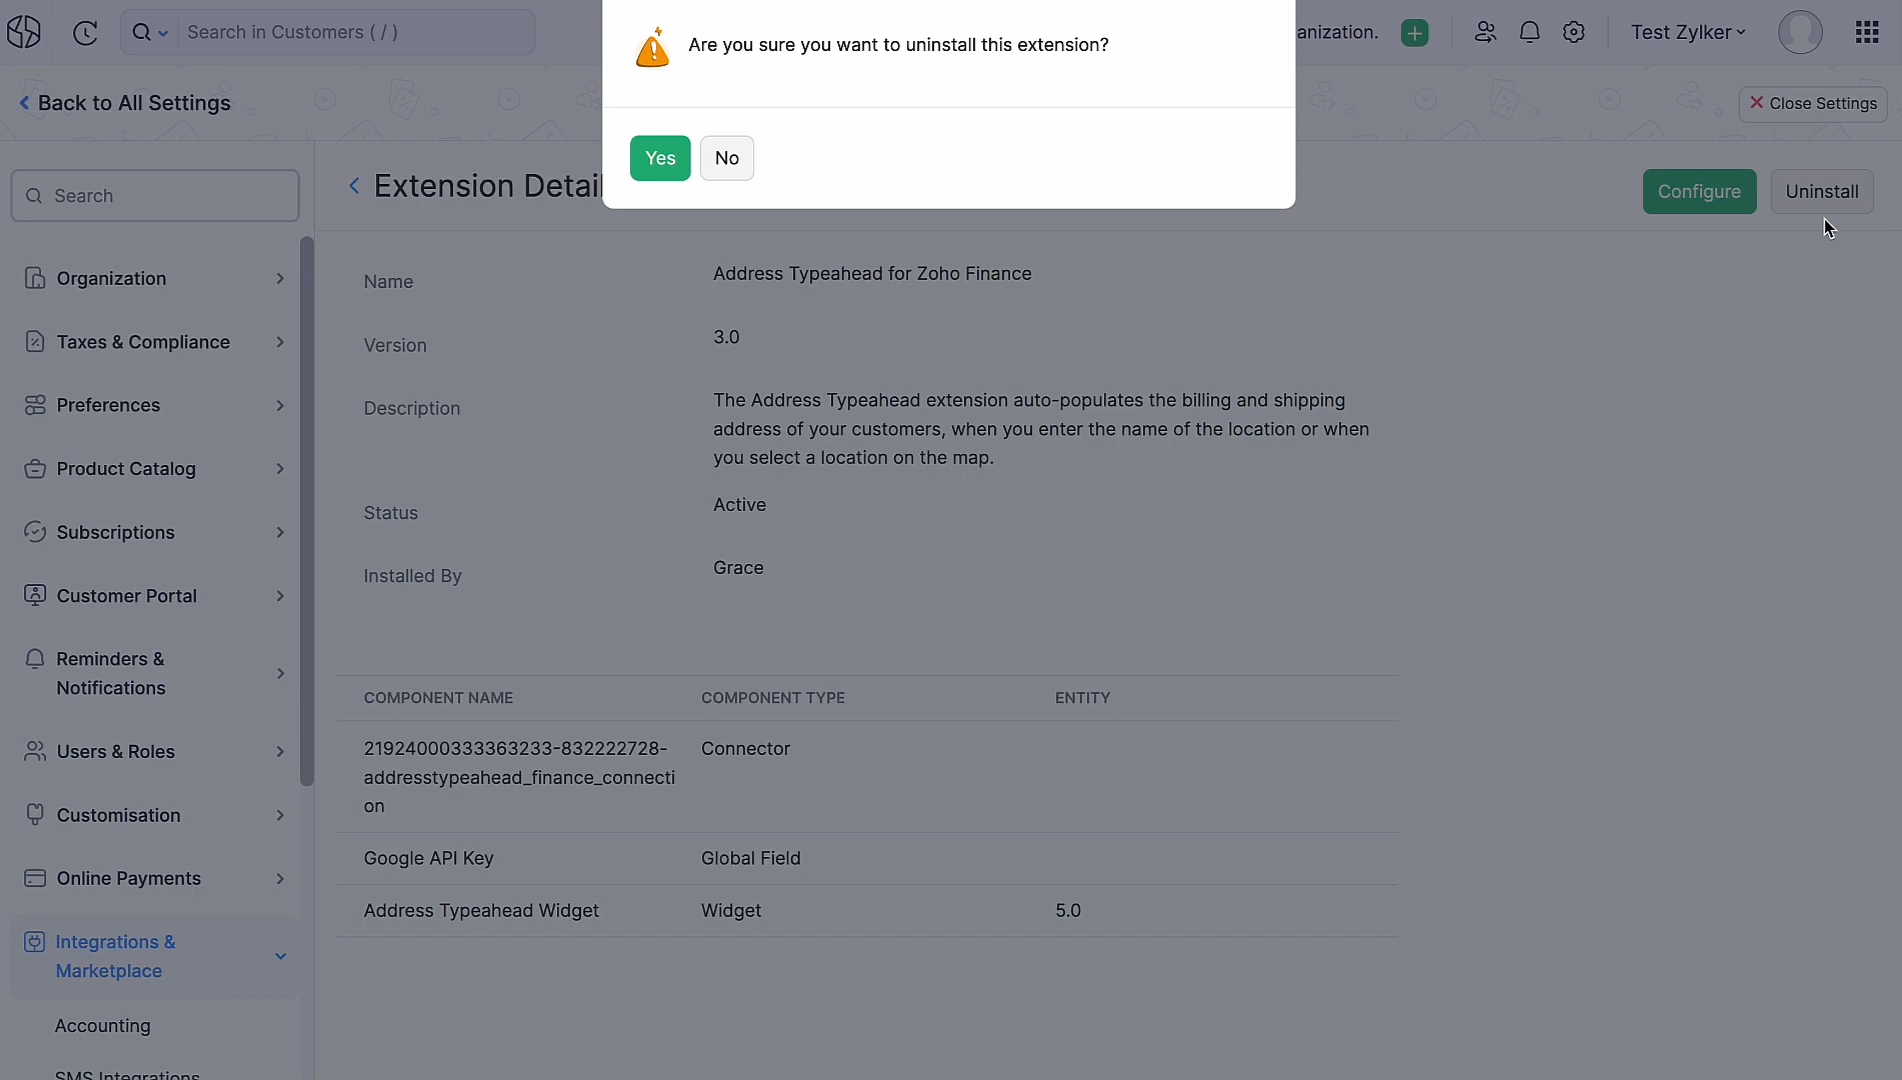 Search in Customers ( / )
anization.
Test Zylker
Are you sure you want to uninstall this extension?
Yes
No
Back to All Settings
Close Settings
Search
Extension Detai
Configure
Uninstall
Organization
Taxes & Compliance
Preferences
Product Catalog
Subscriptions
Customer Portal
Reminders &
Notifications
Users & Roles
Customisation
Online Payments
Integrations &
Marketplace
Accounting
SMS Integrations
Name
Address Typeahead for Zoho Finance
Version
3.0
Description
The Address Typeahead extension auto-populates the billing and shipping
address of your customers, when you enter the name of the location or when
you select a location on the map.
Status
Active
Installed By
Grace
COMPONENT NAME
COMPONENT TYPE
ENTITY
21924000333363233-832222728-
addresstypeahead_finance_connecti
on
Connector
Google API Key
Global Field
Address Typeahead Widget
Widget
5.0